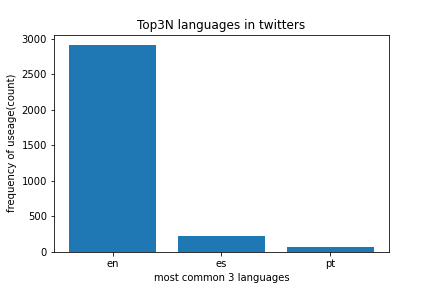 Top3N languages in twitters
3000
2500
2000
1500
1000
500
0
frequency of useage(count)
en es pt
most common 3 languages